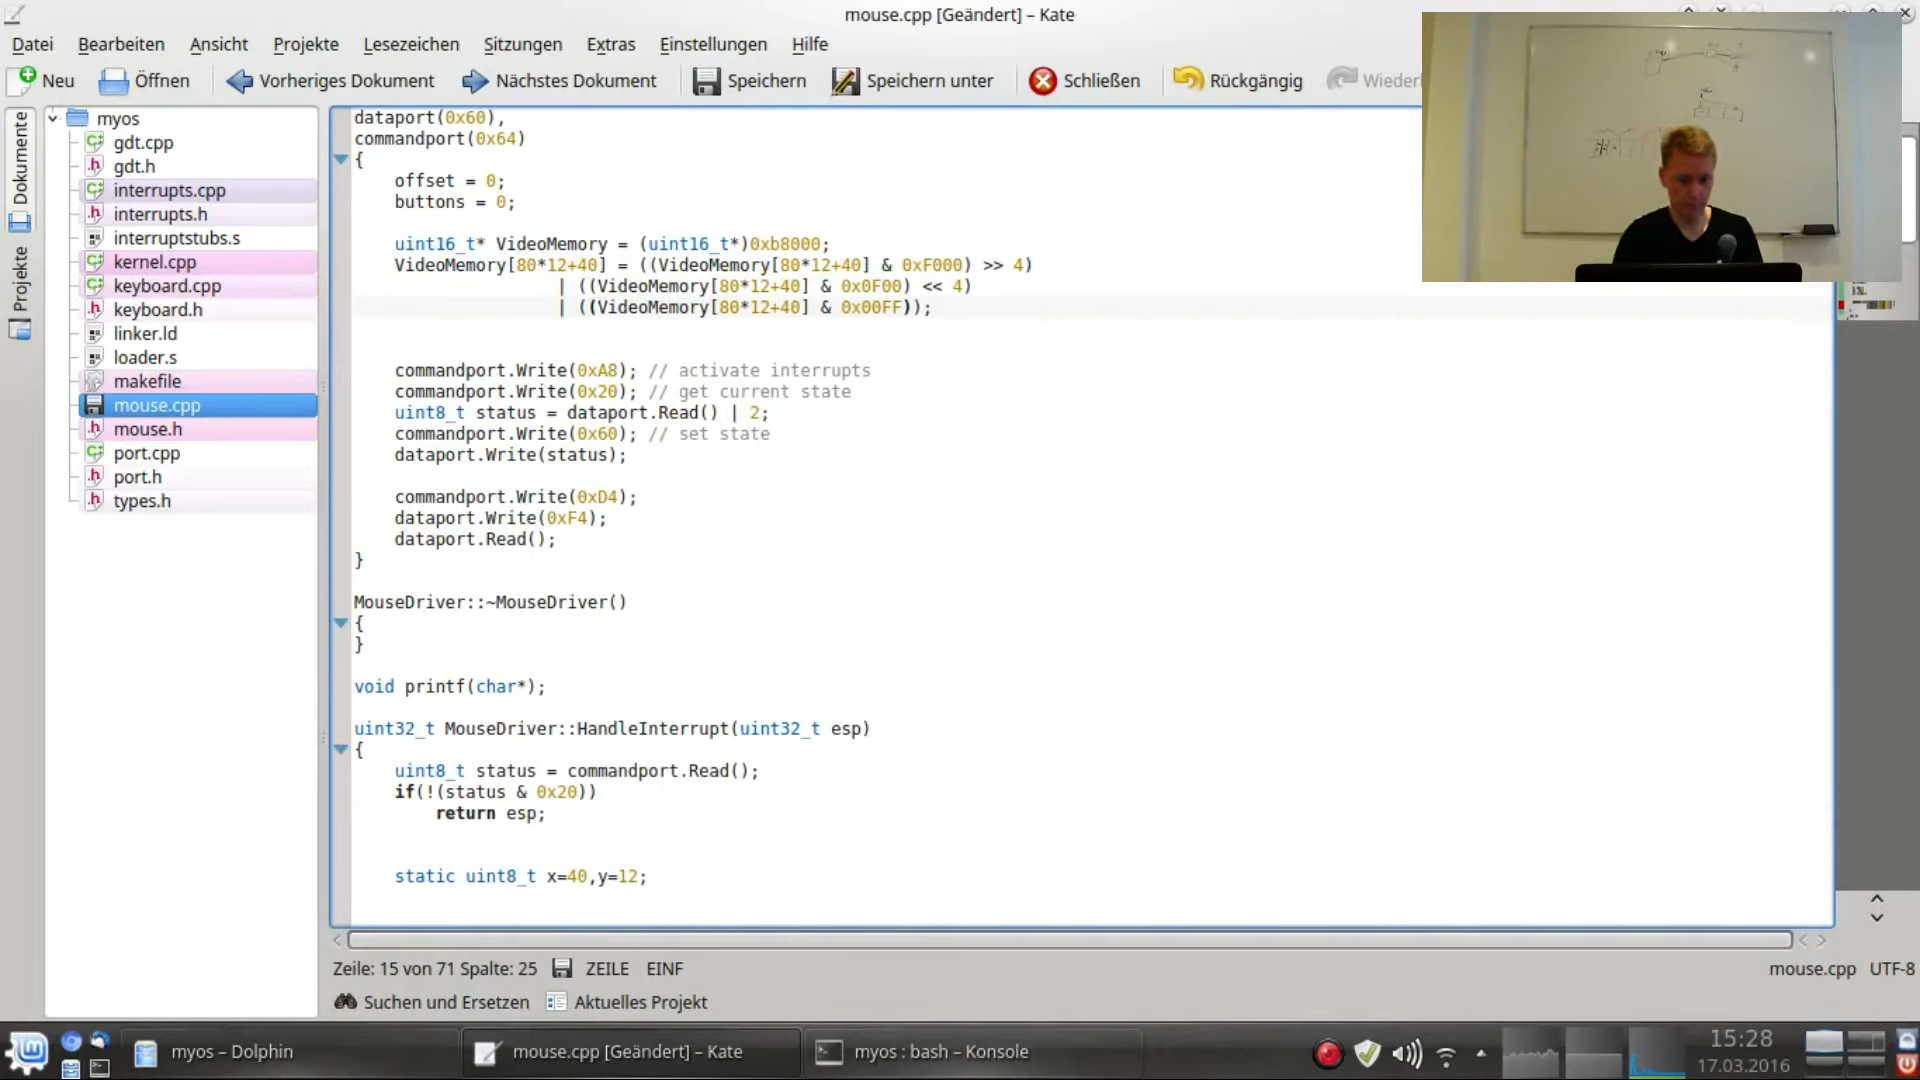 mouse.cpp [Geändert] – Kate
Datei Bearbeiten Ansicht Projekte Lesezeichen Sitzungen Extras Einstellungen Hilfe
Neu Öffnen Vorheriges Dokument Nächstes Dokument Speichern Speichern unter Schließen Rückgängig
Dokumente
Projekte
myos
gdt.cpp
gdt.h
interrupts.cpp
interrupts.h
interruptstubs.s
kernel.cpp
keyboard.cpp
keyboard.h
linker.ld
loader.s
makefile
mouse.cpp
mouse.h
port.cpp
port.h
types.h
dataport(0x60),
commandport(0x64)
{
offset = 0;
buttons = 0;
uint16_t* VideoMemory = (uint16_t*)0xb8000;
VideoMemory[80*12+40] = ((VideoMemory[80*12+40] & 0xF000) >> 4)
| ((VideoMemory[80*12+40] & 0x0F00) << 4)
| ((VideoMemory[80*12+40] & 0x00FF));
commandport.Write(0xA8); // activate interrupts
commandport.Write(0x20); // get current state
uint8_t status = dataport.Read() | 2;
commandport.Write(0x60); // set state
dataport.Write(status);
commandport.Write(0xD4);
dataport.Write(0xF4);
dataport.Read();
}
MouseDriver::~MouseDriver()
{
}
void printf(char*);
uint32_t MouseDriver::HandleInterrupt(uint32_t esp)
{
uint8_t status = commandport.Read();
if(!(status & 0x20))
return esp;
static uint8_t x=40,y=12;
Zeile: 15 von 71 Spalte: 25 ZEILE EINF mouse.cpp UTF-8
Suchen und Ersetzen Aktuelles Projekt
myos – Dolphin mouse.cpp [Geändert] – Kate myos : bash – Konsole
15:28
17.03.2016